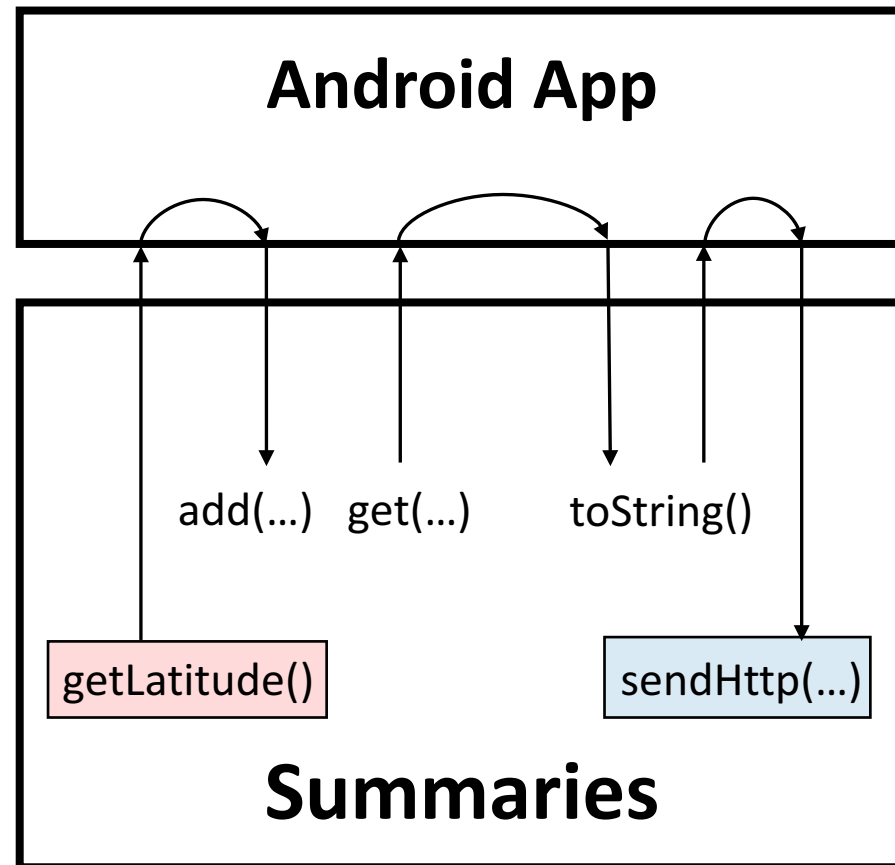 Android App
add(…) get(…) toString()
getLatitude() sendHttp(…)
Summaries